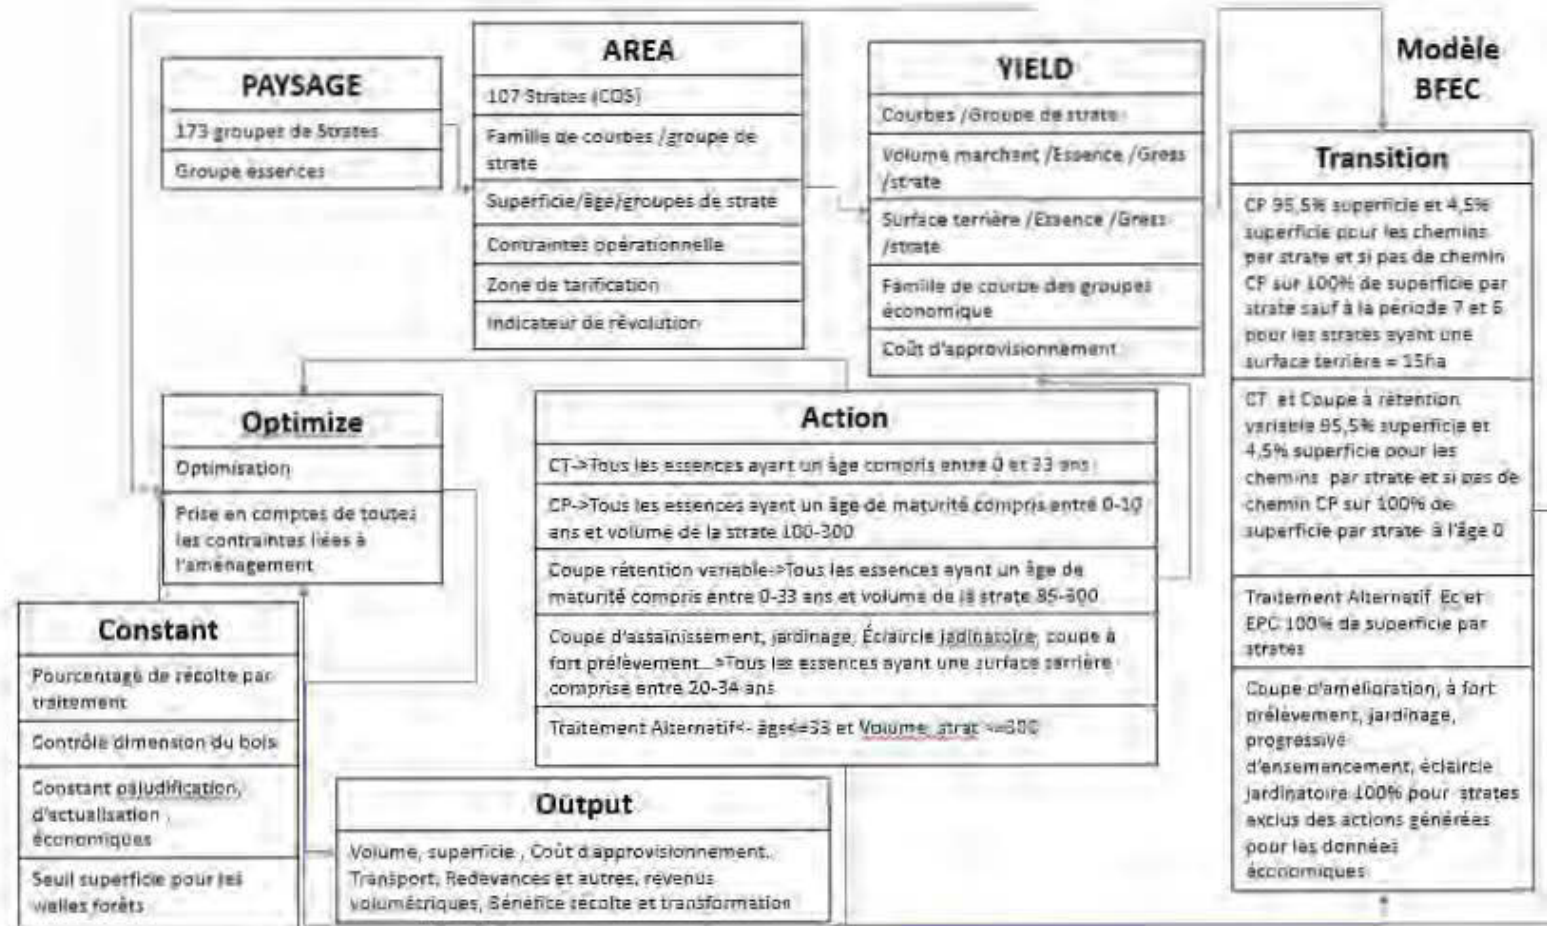 Modèle
BFEC
PAYSAGE
173 groupes de Strates
Groupe essences
AREA
107 Strates (COS)
Famille de courbes /groupe de
strate
Superficie/âge/groupes de strate
Contraintes opérationnelle
Zone de tarification
Indicateur de révolution
YIELD
Courbes /Groupe de strate
Volume marchant /Essence /Gress
/strate
Surface terrière /Essence /Gress
/strate
Famille de courbe des groupes
économique
Coût d'approvisionnement
Transition
CP 95,5% superficie et 4,5%
superficie pour les chemins
par strate et si pas de chemin
CP sur 100% de superficie par
strate sauf à la période 7 et
pour les strates ayant une
surface terrière = 15ha
CT et Coupe à rétention
variable 95,5% superficie et
4,5% superficie pour les
chemins par strate et si pas de
chemin CP sur 100% de
superficie par strate à l'âge 0
Traitement Alternatif Ec et
EPC 100% de superficie par
strates
Coupe d'amélioration, à fort
prélèvement, jardinage,
progressive
d'ensemencement, éclaircie
jardinatoire 100% pour strates
exclus des actions générées
pour les données
économiques
Optimize
Optimisation
Prise en comptes de toutes
les contraintes liées à
l'aménagement
Action
CT->Tous les essences ayant un âge compris entre 0 et 33 ans
CP->Tous les essences ayant un âge de maturité compris entre 0-10
ans et volume de la strate 100-300
Coupe rétention variable->Tous les essences ayant un âge de
maturité compris entre 0-33 ans et volume de la strate
Coupe d'assainissement, jardinage, Éclaircie jadinatoire, coupe à
fort prélèvement...>Tous les essences ayant une surface terrière
comprise entre 20-34 ans
Traitement Alternatif<- âge<=33 et Volume strat
Constant
Pourcentage de récolte par
traitement
Contrôle dimension du bois
Constant paludification,
d'actualisation,
économiques
Seuil superficie pour les
vielles forêts
Output
Volume, superficie , Coût d'approvisionnement,
Transport, Redevances et autres, revenus
volumétriques, Bénéfice récolte et transformation